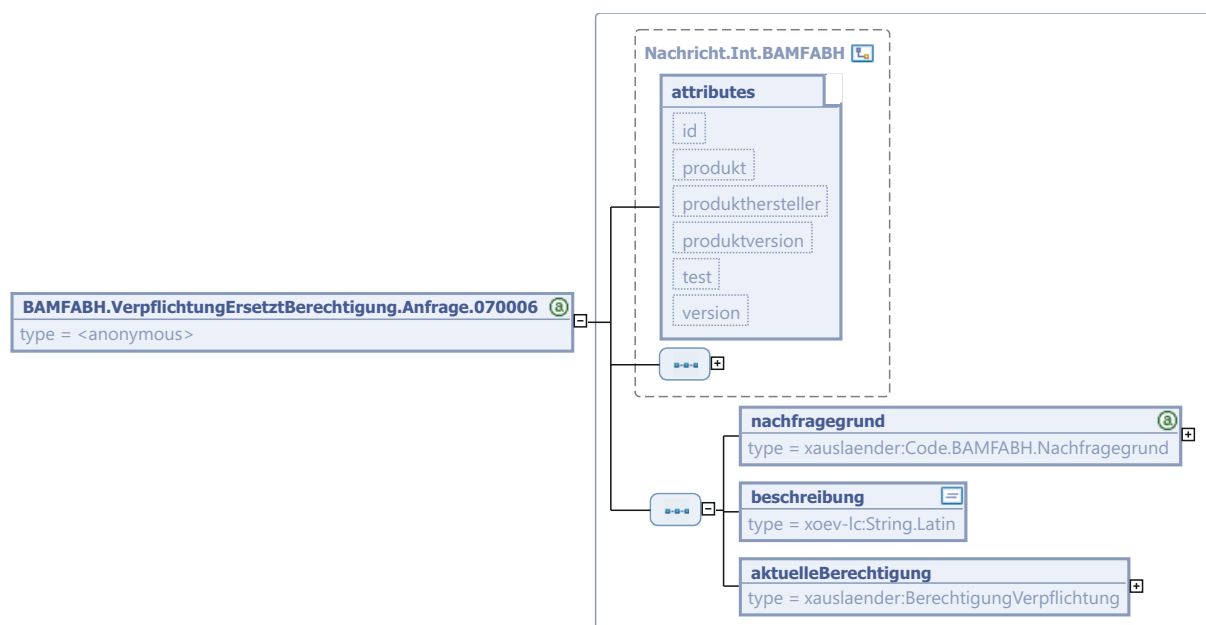 Nachricht.Int.BAMFABH
attributes
id
produkt
produkthersteller
produktversion
test
version
BAMFABH.VerpflichtungErsetztBerechtigung.Anfrage.070006
type = <anonymous>
nachfragegrund
type = xauslaender:Code.BAMFABH.Nachfragegrund
beschreibung
type = xoev-lc:String.Latin
aktuelleBerechtigung
type = xauslaender:BerechtigungVerpflichtung